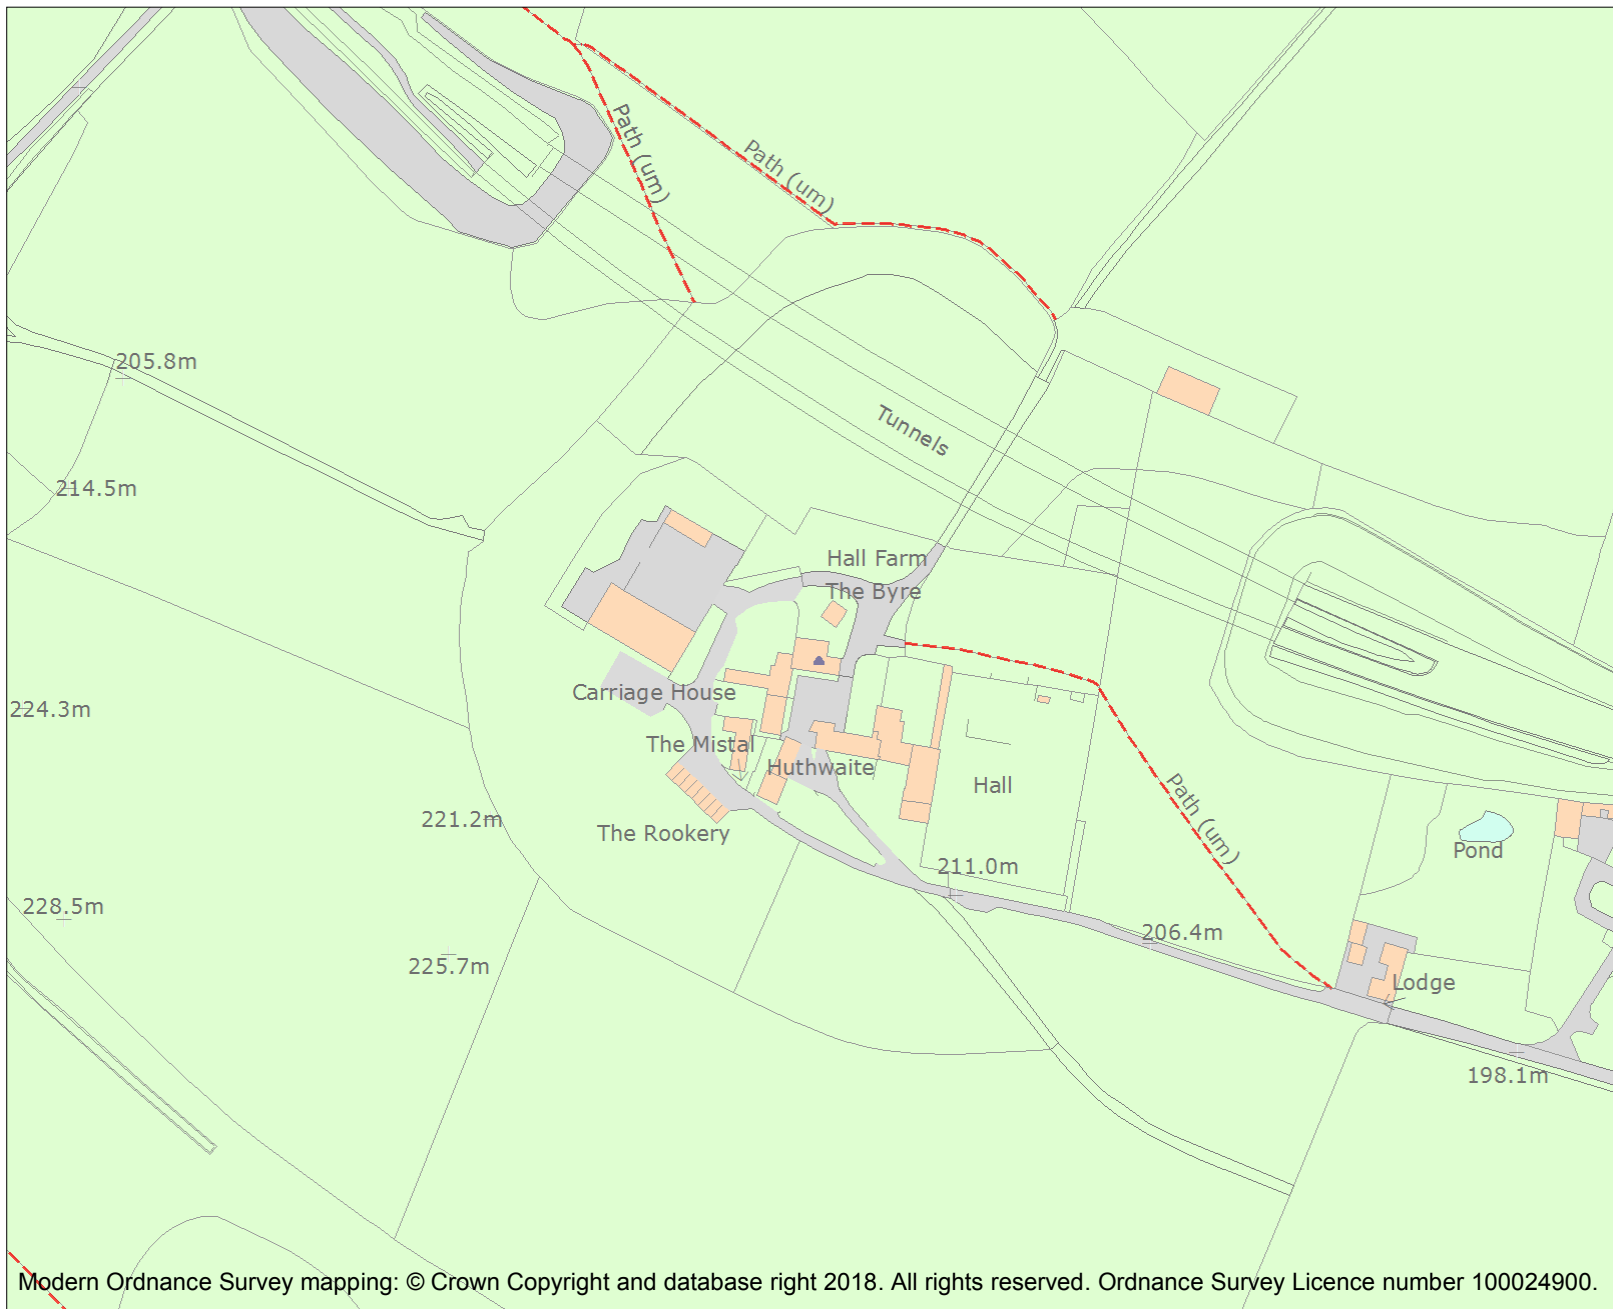 Path (um)
Path (um)
205.8m
Tunnels
214.5m
Hall Farm
The Byre
Carriage House
224.3m
The Mistal
Huthwaite
Hall
Path (um)
221.2m
The Rookery
Pond
211.0m
228.5m
206.4m
225.7m
Lodge
198.1m
Modern Ordnance Survey mapping: © Crown Copyright and database right 2018. All rights reserved. Ordnance Survey Licence number 100024900.